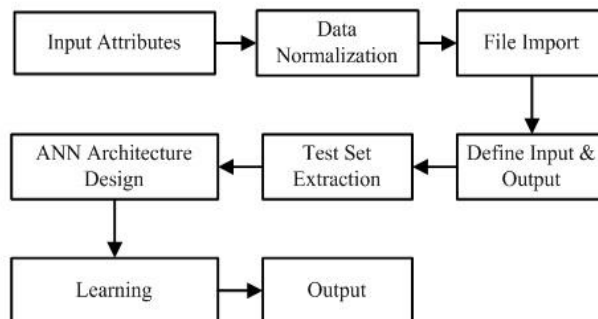 Input Attributes
Data
Normalization
File Import
Define Input &
Output
Test Set
Extraction
ANN Architecture
Design
Learning
Output